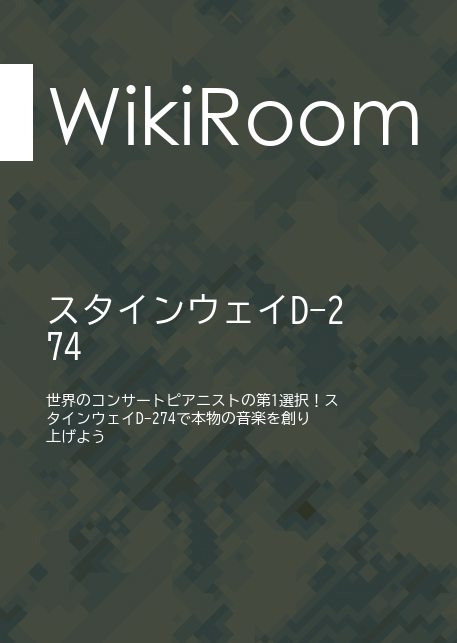 WikiRoom
スタインウェイD-2
74
世界のコンサートピアニストの第1選択！ス
タインウェイD-274で本物の音楽を創り
上げよう